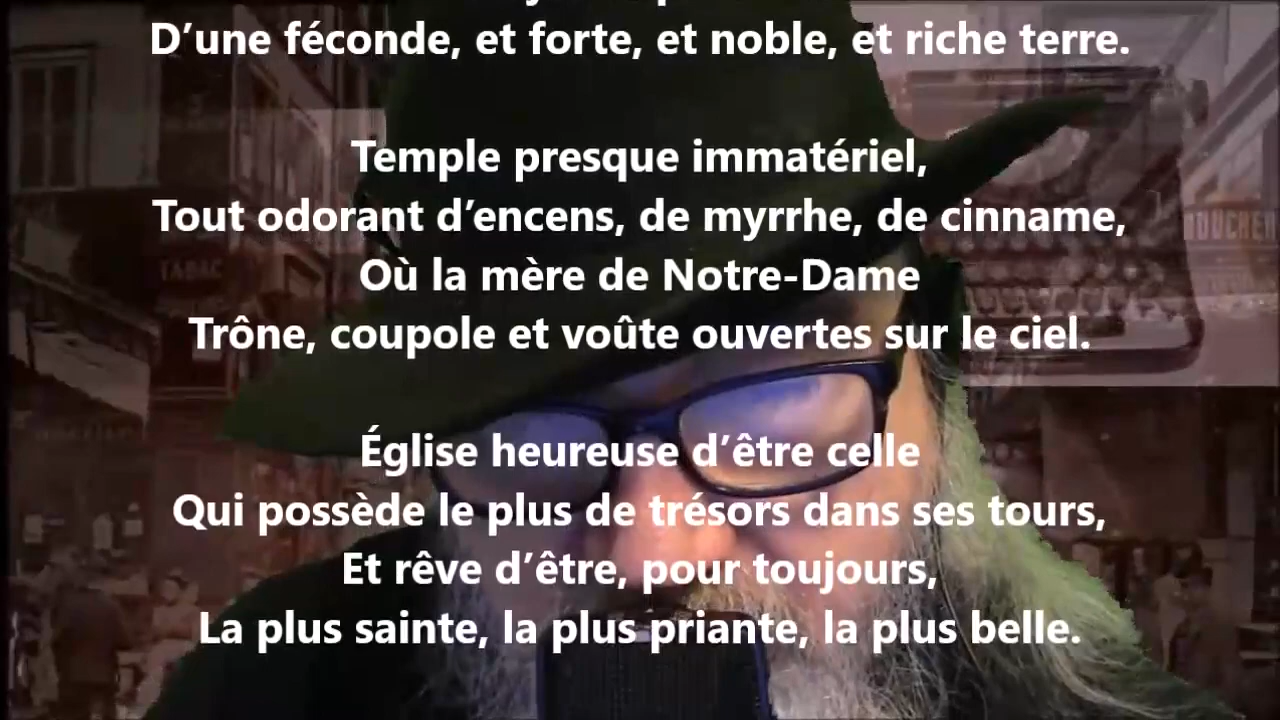 D’une féconde, et forte, et noble, et riche terre.
Temple presque immatériel,
Tout odorant d’encens, de myrrhe, de cinname,
Où la mère de Notre-Dame
Trône, coupole et voûte ouvertes sur le ciel.
Église heureuse d’être celle
Qui possède le plus de trésors dans ses tours,
Et rêve d’être, pour toujours,
La plus sainte, la plus priante, la plus belle.
TABAC